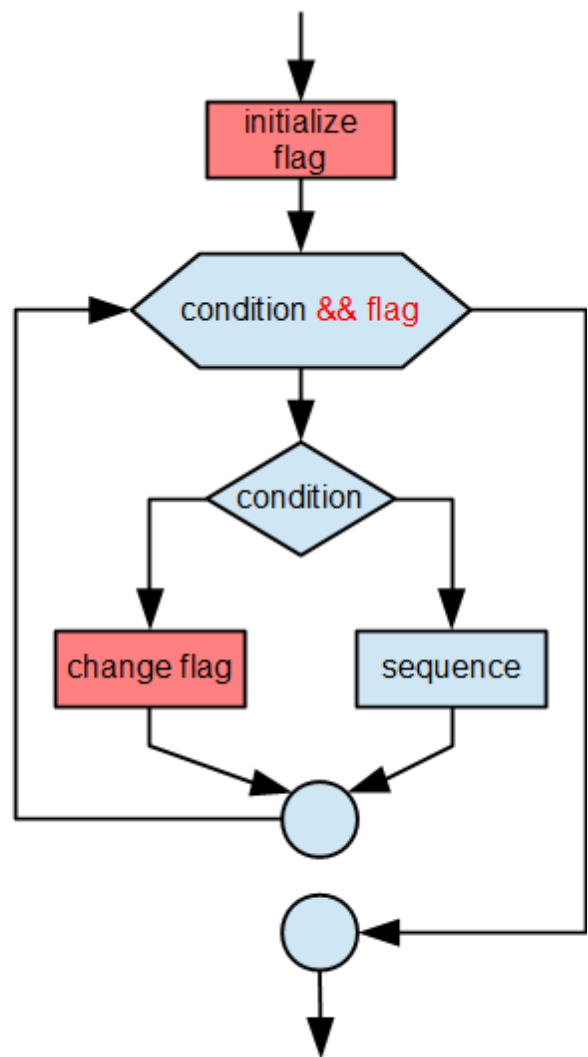 initialize
flag
condition && flag
condition
change flag
sequence